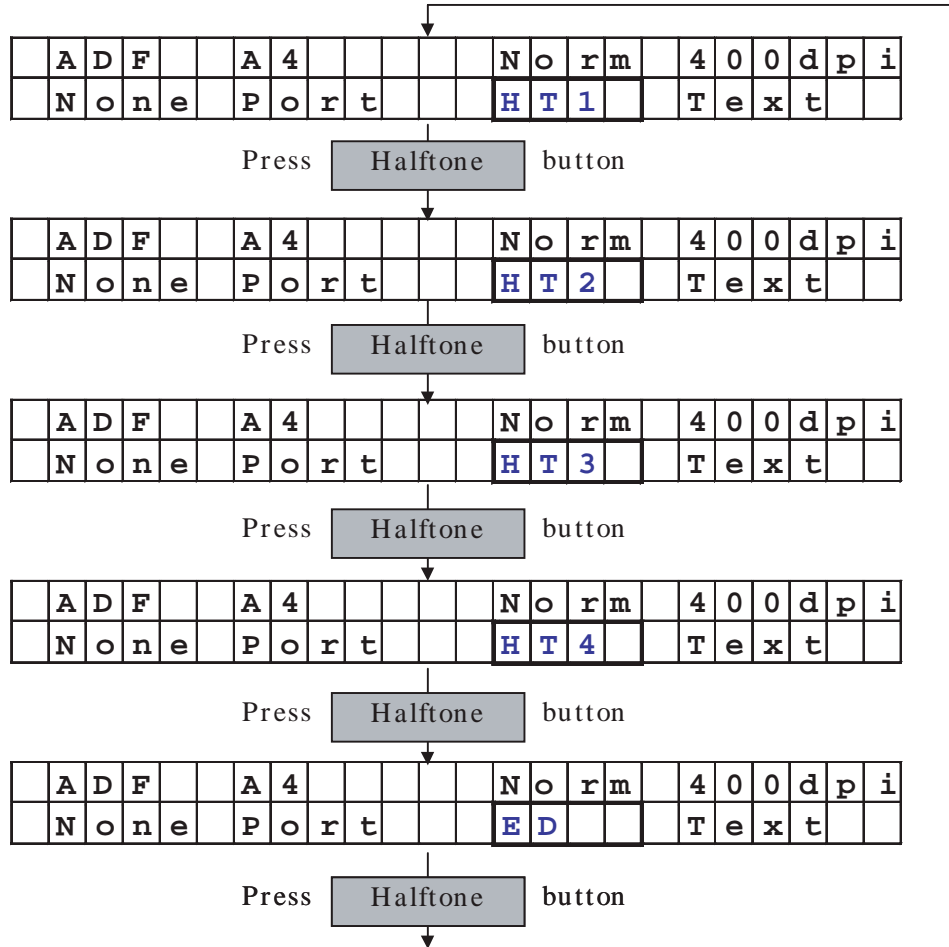 ADF A4 Norm 400dpi
None Port HT1 Text
Press Halftone button
ADF A4 Norm 400dpi
None Port HT2 Text
Press Halftone button
ADF A4 Norm 400dpi
None Port HT3 Text
Press Halftone button
ADF A4 Norm 400dpi
None Port HT4 Text
Press Halftone button
ADF A4 Norm 400dpi
None Port ED Text
Press Halftone button